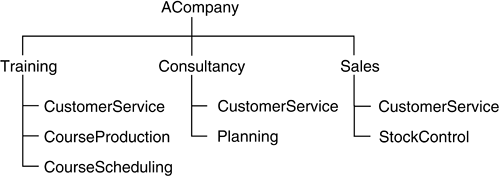 ACompany
Training Consultancy Sales
CustomerService CustomerService CustomerService
CourseProduction Planning StockControl
CourseScheduling